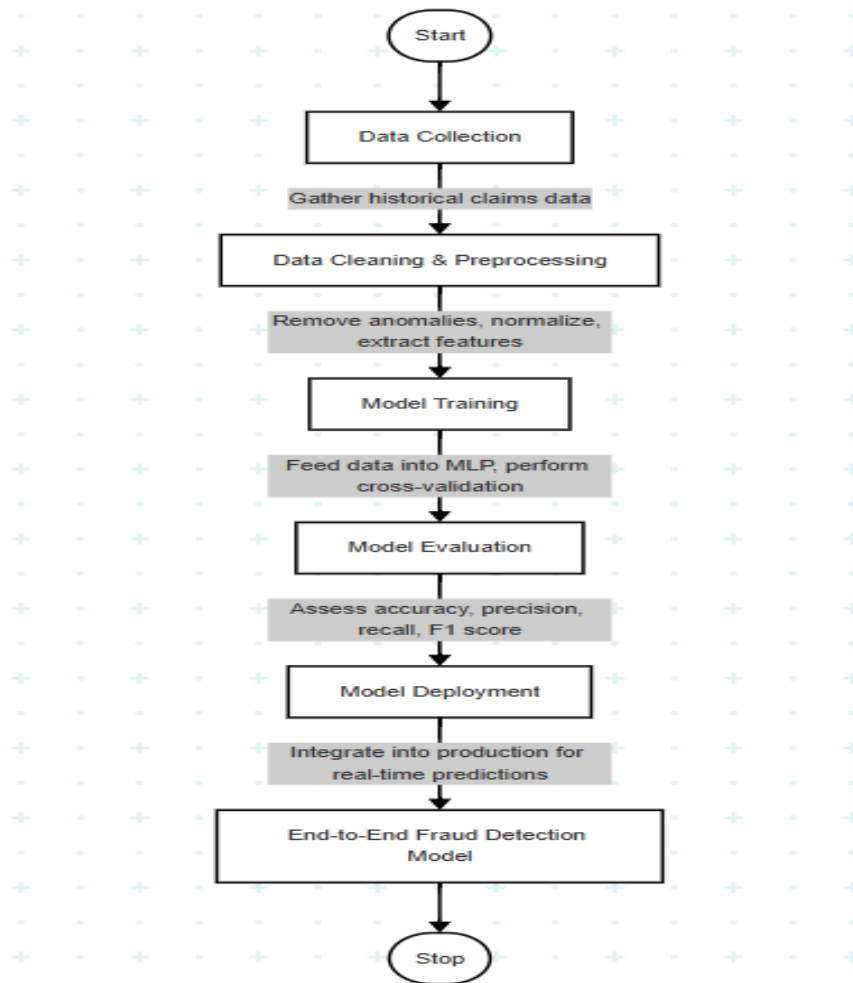 Start
Data Collection
Gather historical claims data
Data Cleaning & Preprocessing
Remove anomalies, normalize,
extract features
Model Training
Feed data into MLP, perform
cross-validation
Model Evaluation
Assess accuracy, precision,
recall, F1 score
Model Deployment
Integrate into production for
real-time predictions
End-to-End Fraud Detection
Model
Stop